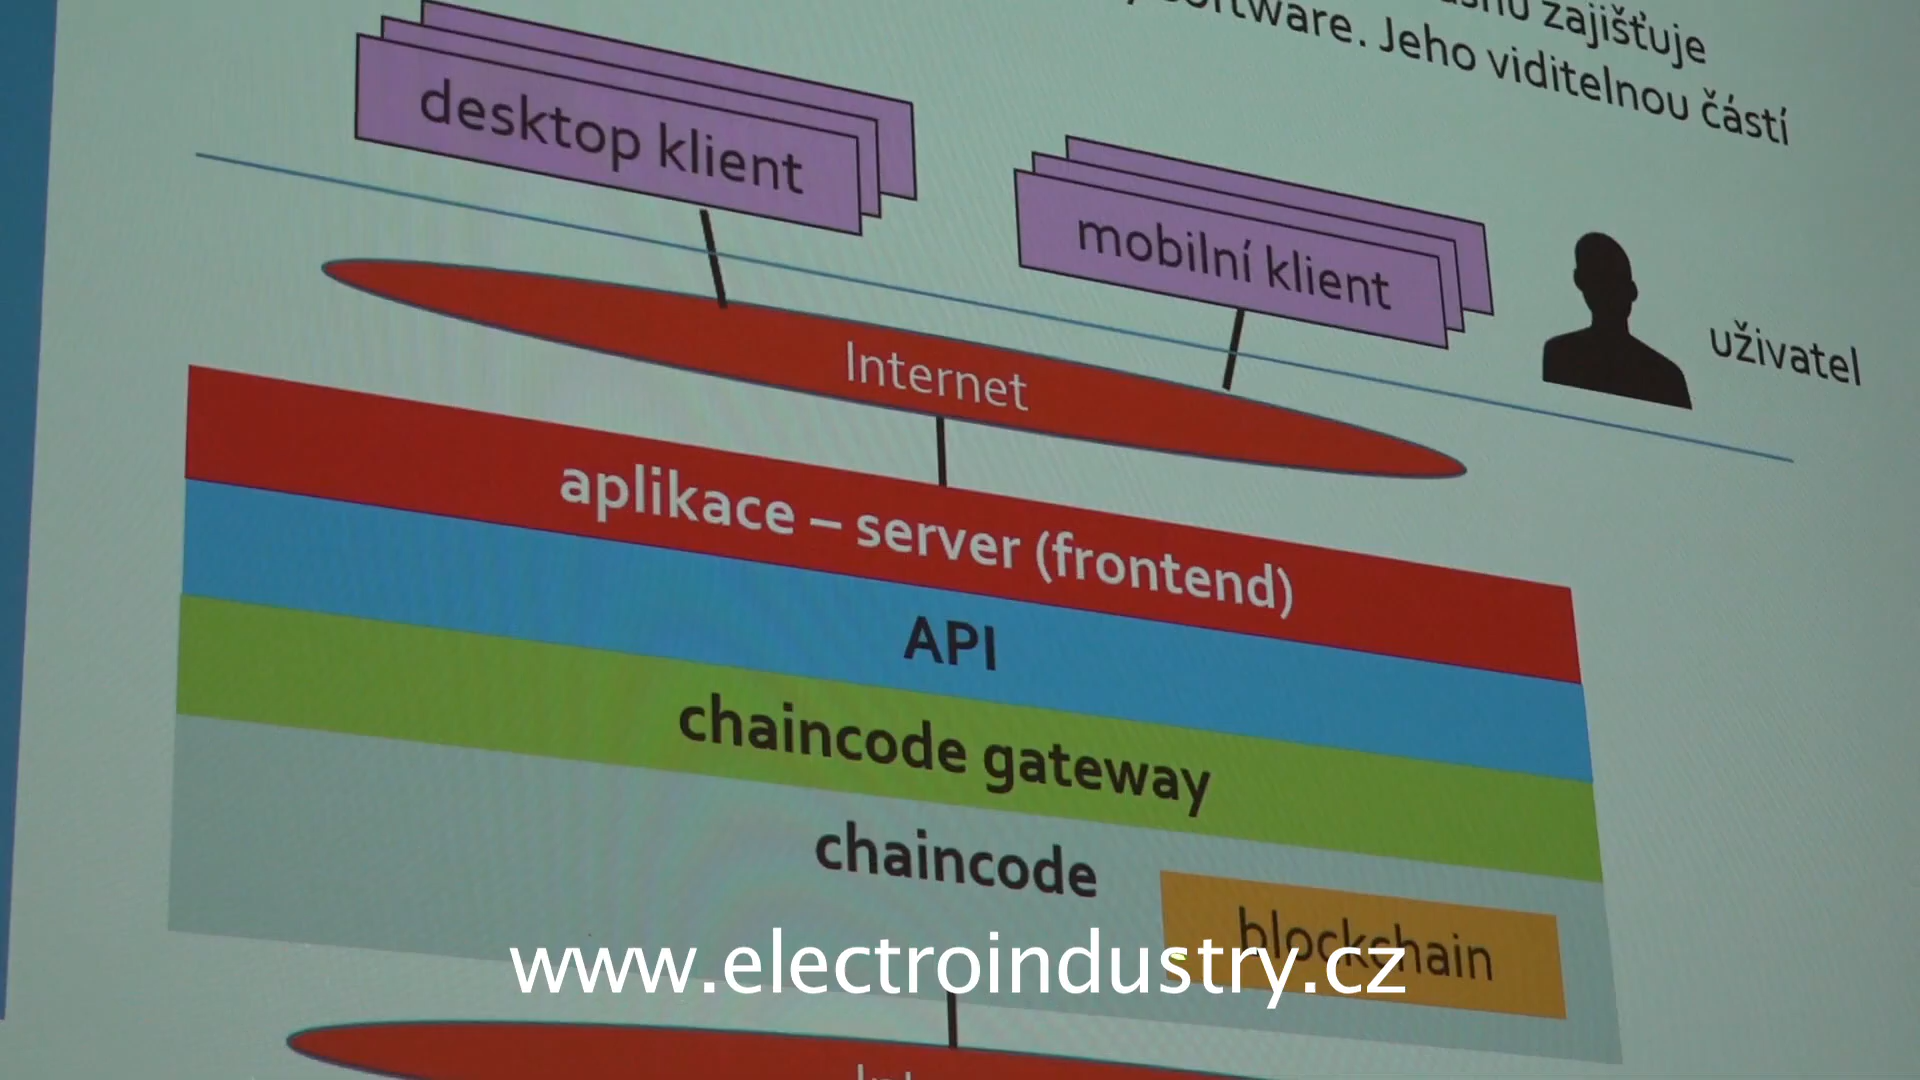 zajišťuje
software. Jeho viditelnou částí
desktop klient
mobilní klient
uživatel
Internet
aplikace – server (frontend)
API
chaincode gateway
chaincode
blockchain
www.electroindustry.cz